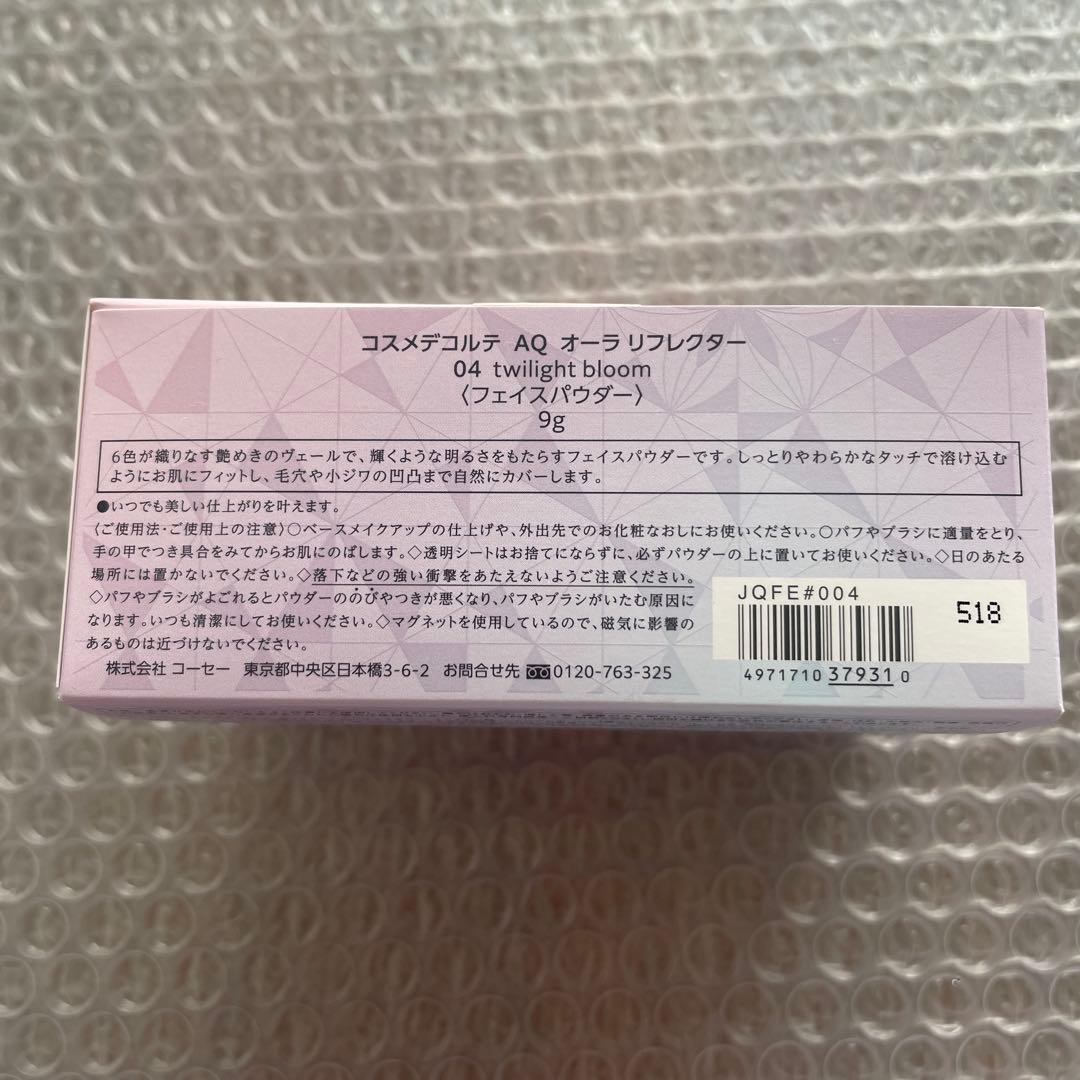 コスメデコルテ AQ オーラ リフレクター
04 twilight bloom
〈フェイスパウダー〉
9g
6色が織りなす艶めきのヴェールで、輝くような明るさをもたらすフェイスパウダーです。しっとりやわらかなタッチで溶け込む
ようにお肌にフィットし、毛穴や小ジワの凹凸まで自然にカバーします。
●いつでも美しい仕上がりを叶えます。
〈ご使用法・ご使用上の注意〉○ベースメイクアップの仕上げや、外出先でのお化粧なおしにお使いください。○パフやブラシに適量をとり、
手の甲でつき具合をみてからお肌にのばします。◇透明シートはお捨てにならずに、必ずパウダーの上に置いてお使いください。◇日のあたる
場所には置かないでください。◇落下などの強い衝撃をあたえないようご注意ください。
◇パフやブラシがよごれるとパウダーののびやつきが悪くなり、パフやブラシがいたむ原因に
なります。いつも清潔にしてお使いください。◇マグネットを使用しているので、磁気に影響の
あるものは近づけないでください。
株式会社 コーセー 東京都中央区日本橋3-6-2 お問合せ先 0120-763-325
JQFE#004
518
4971710 37931 0